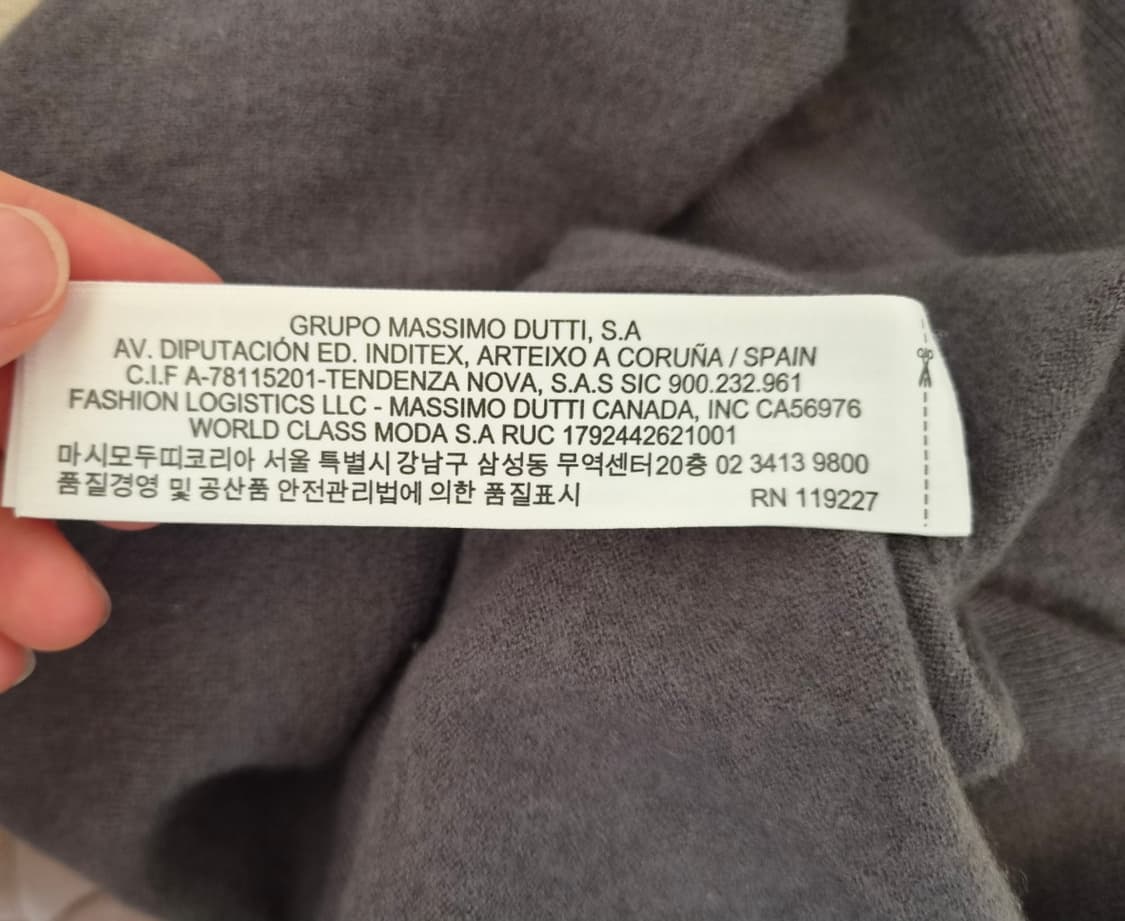 GRUPO MASSIMO DUTTI, S.A
AV. DIPUTACIÓN ED. INDITEX, ARTEIXO A CORUÑA / SPAIN
C.I.F A-78115201-TENDENZA NOVA, S.A.S SIC 900.232.961
FASHION LOGISTICS LLC - MASSIMO DUTTI CANADA, INC CA56976
WORLD CLASS MODA S.A RUC 1792442621001
마시모두띠코리아 서울 특별시 강남구 삼성동 무역센터20층 02 3413 9800
품질경영 및 공산품 안전관리법에 의한 품질표시 RN 119227